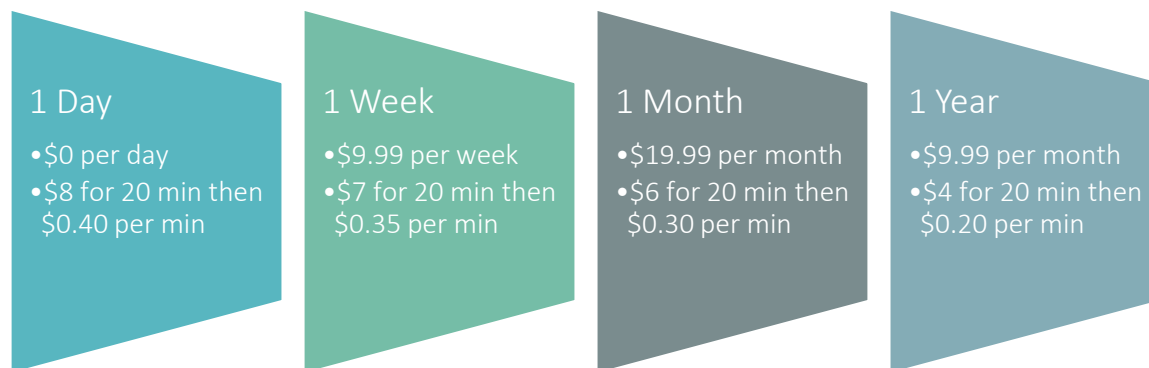 1 Day
•$0 per day
•$8 for 20 min then
$0.40 per min
1 Week
•$9.99 per week
•$7 for 20 min then
$0.35 per min
1 Month
•$19.99 per month
•$6 for 20 min then
$0.30 per min
1 Year
•$9.99 per month
•$4 for 20 min then
$0.20 per min